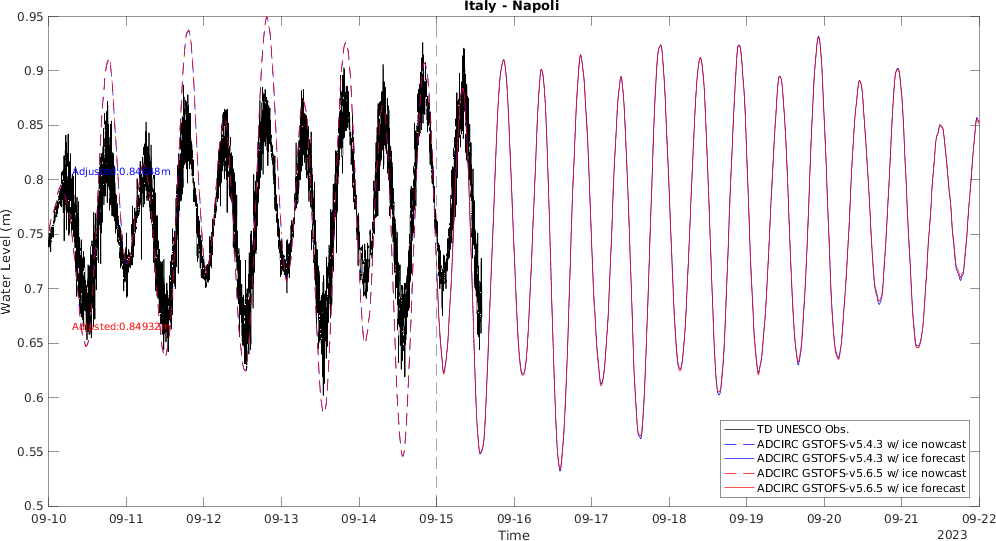 Italy - Napoli
Water Level (m)
0.95
0.9
0.85
0.8
0.75
0.7
0.65
0.6
0.55
0.5
Adjusted:0.84932m
TD UNESCO Obs.
ADCIRC GSTOFS-v5.4.3 w/ ice nowcast
ADCIRC GSTOFS-v5.4.3 w/ ice forecast
ADCIRC GSTOFS-v5.6.5 w/ ice nowcast
ADCIRC GSTOFS-v5.6.5 w/ ice forecast
09-10 09-11 09-12 09-13 09-14 09-15 09-16 09-17 09-18 09-19 09-20 09-21 09-22
Time
2023